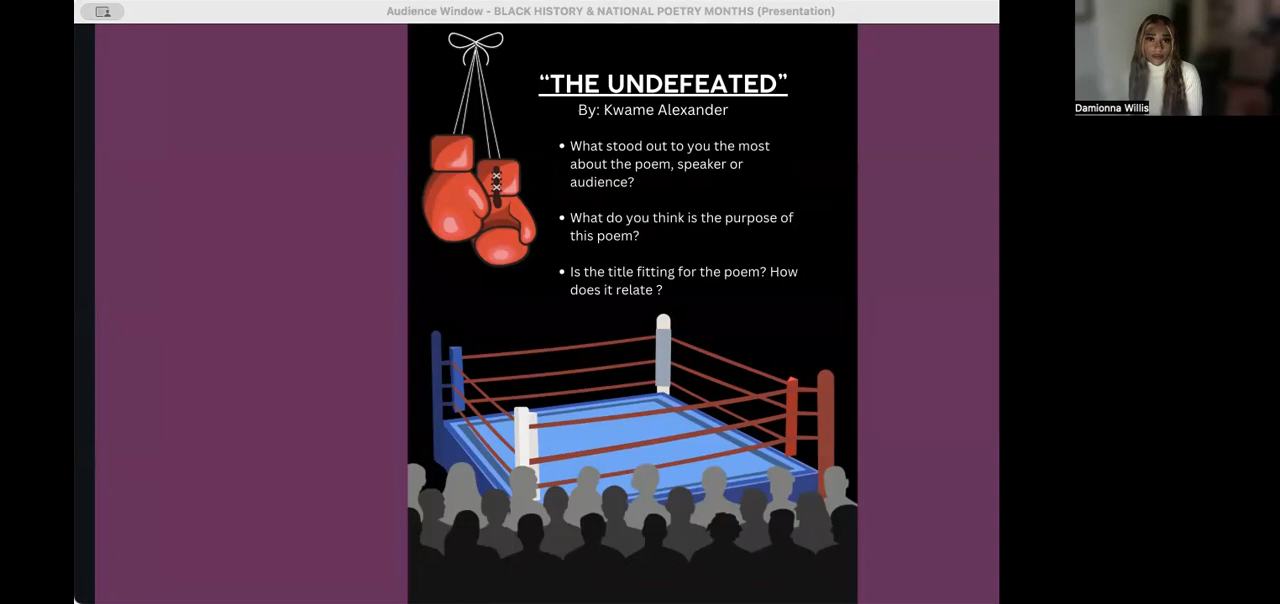 Audience Window - BLACK HISTORY & NATIONAL POETRY MONTHS (Presentation)
“THE UNDEFEATED”
By: Kwame Alexander
• What stood out to you the most
about the poem, speaker or
audience?
• What do you think is the purpose of
this poem?
• Is the title fitting for the poem? How
does it relate ?
Damionna Willis